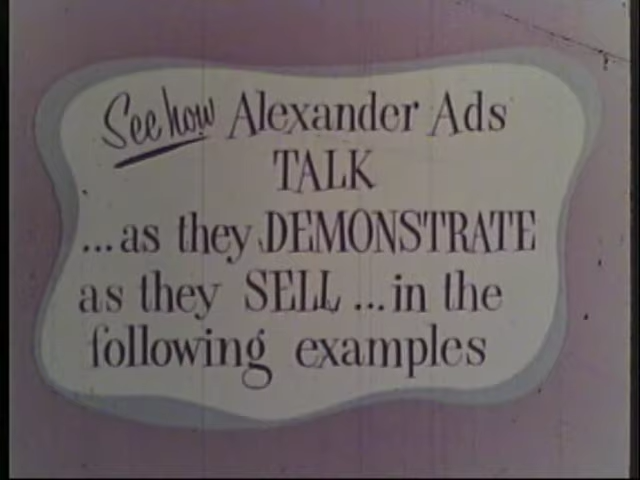 See how Alexander Ads
TALK
...as they DEMONSTRATE
as they SELL ...in the
following examples